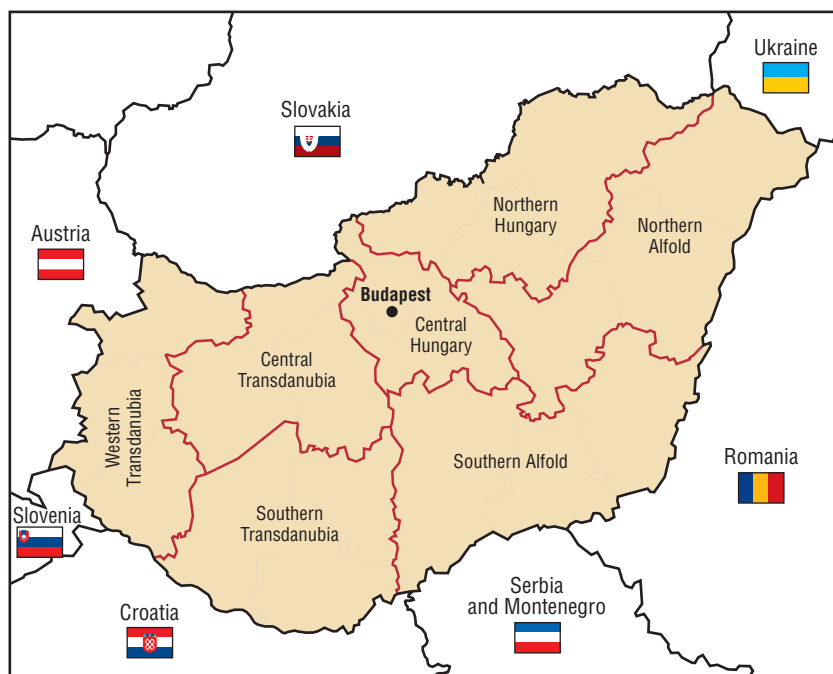 Ukraine
Slovakia
Northern
Hungary
Northern
Alfold
Austria
Budapest
Central
Hungary
Central
Transdanubia
Western
Transdanubia
Southern Alfold
Romania
Slovenia
Southern
Transdanubia
Serbia
and Montenegro
Croatia